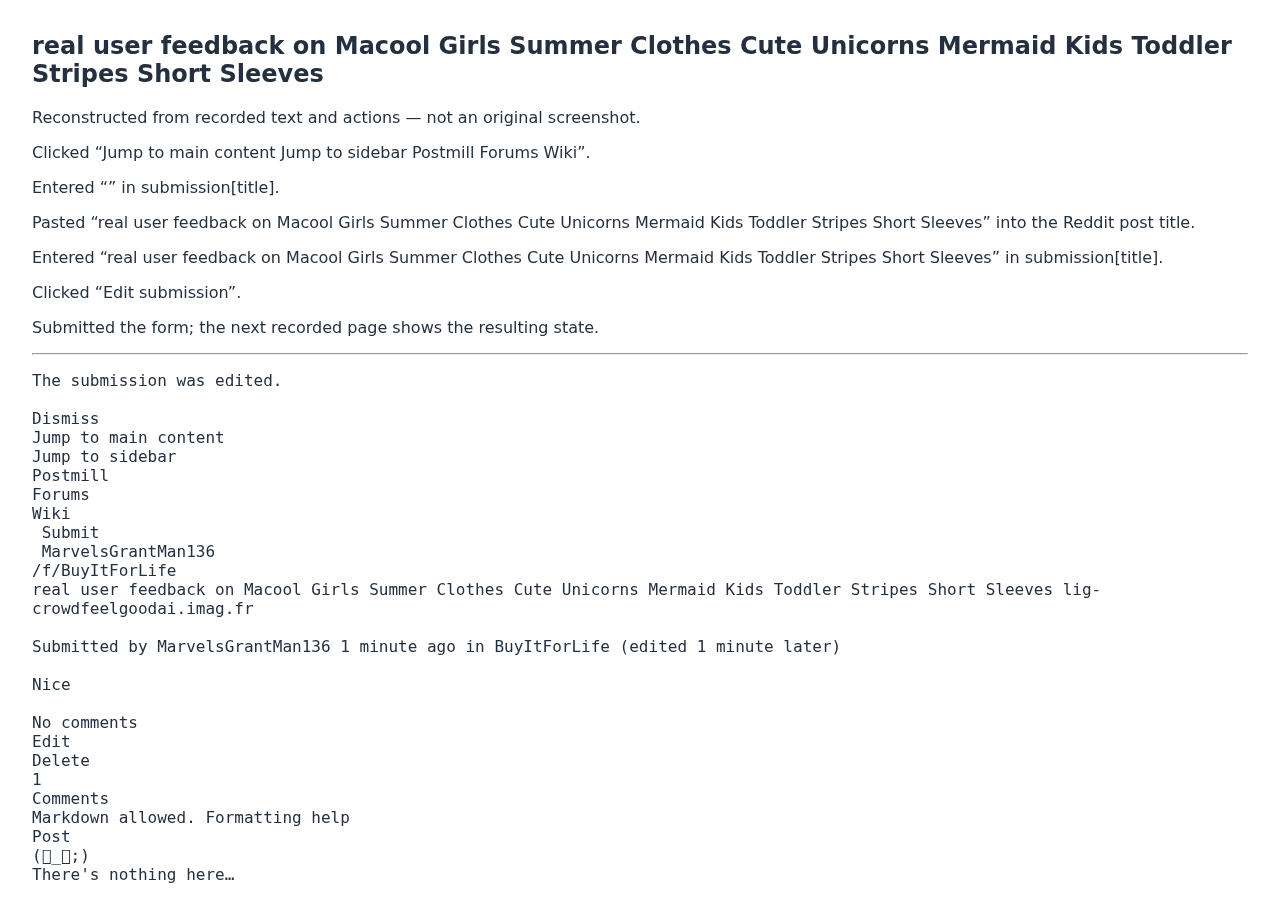 real user feedback on Macool Girls Summer Clothes Cute Unicorns Mermaid Kids Toddler
Stripes Short Sleeves
Reconstructed from recorded text and actions — not an original screenshot.
Clicked “Jump to main content Jump to sidebar Postmill Forums Wiki”.
Entered “” in submission[title].
Pasted “real user feedback on Macool Girls Summer Clothes Cute Unicorns Mermaid Kids Toddler Stripes Short Sleeves” into the Reddit post title.
Entered “real user feedback on Macool Girls Summer Clothes Cute Unicorns Mermaid Kids Toddler Stripes Short Sleeves” in submission[title].
Clicked “Edit submission”.
Submitted the form; the next recorded page shows the resulting state.
The submission was edited.
Dismiss
Jump to main content
Jump to sidebar
Postmill
Forums
Wiki
Submit
MarvelsGrantMan136
/f/BuyItForLife
real user feedback on Macool Girls Summer Clothes Cute Unicorns Mermaid Kids Toddler Stripes Short Sleeves lig-
crowdfeelgoodai.imag.fr
Submitted by MarvelsGrantMan136 1 minute ago in BuyItForLife (edited 1 minute later)
Nice
No comments
Edit
Delete
1
Comments
Markdown allowed. Formatting help
Post
(_;)
There's nothing here…